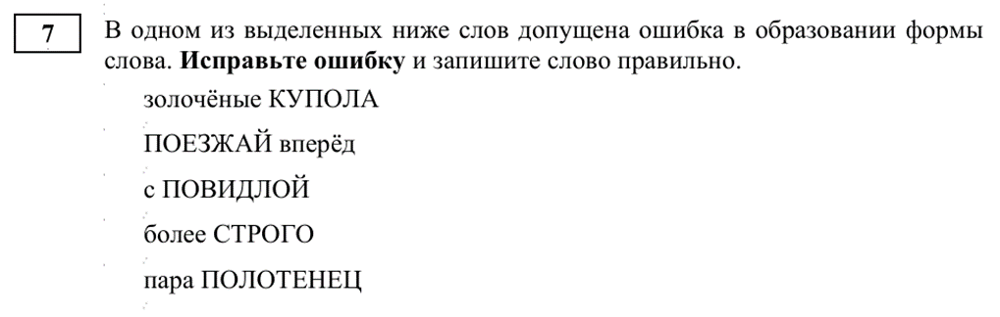 7
В одном из выделенных ниже слов допущена ошибка в образовании формы
слова. Исправьте ошибку и запишите слово правильно.
золочёные КУПОЛА
ПОЕЗЖАЙ вперёд
с ПОВИДЛОЙ
более СТРОГО
пара ПОЛОТЕНЕЦ